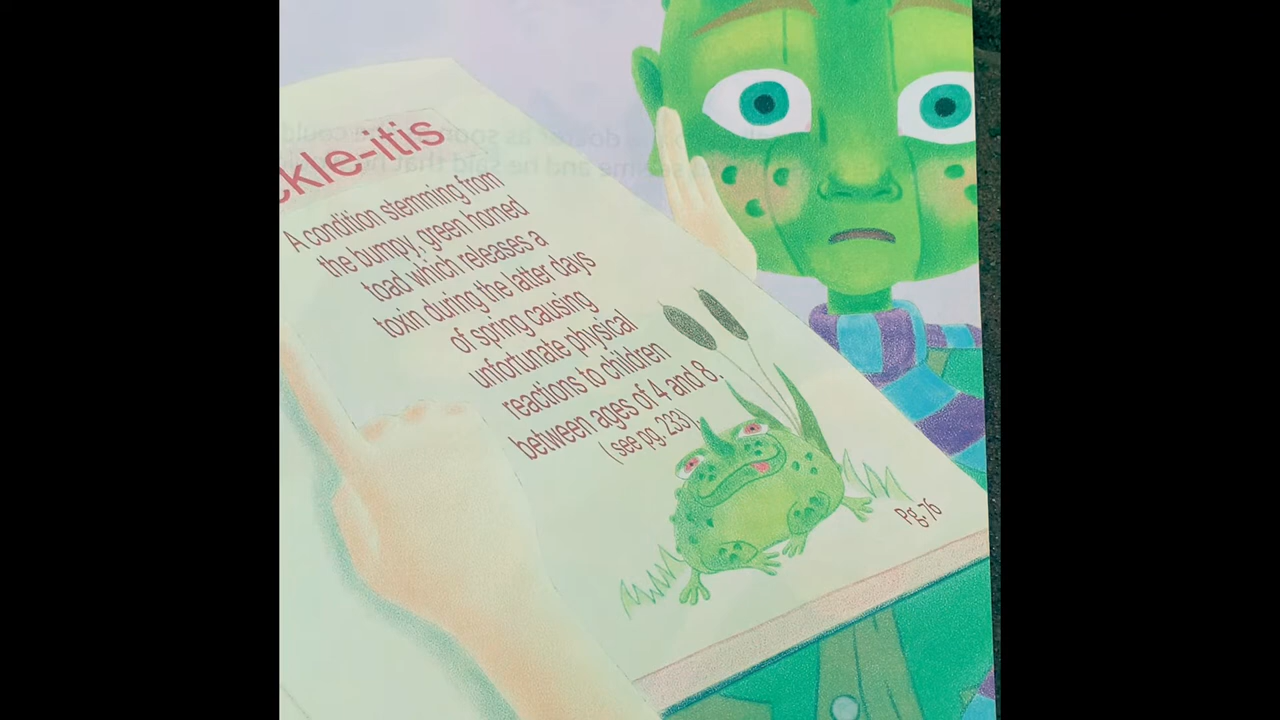 ckle-itis
A condition stemming from
the bumpy, green horned
toad which releases a
toxin during the latter days
of spring causing
unfortunate physical
reactions to children
between ages of 4 and 8.
(see pg. 233)
Pg. 76